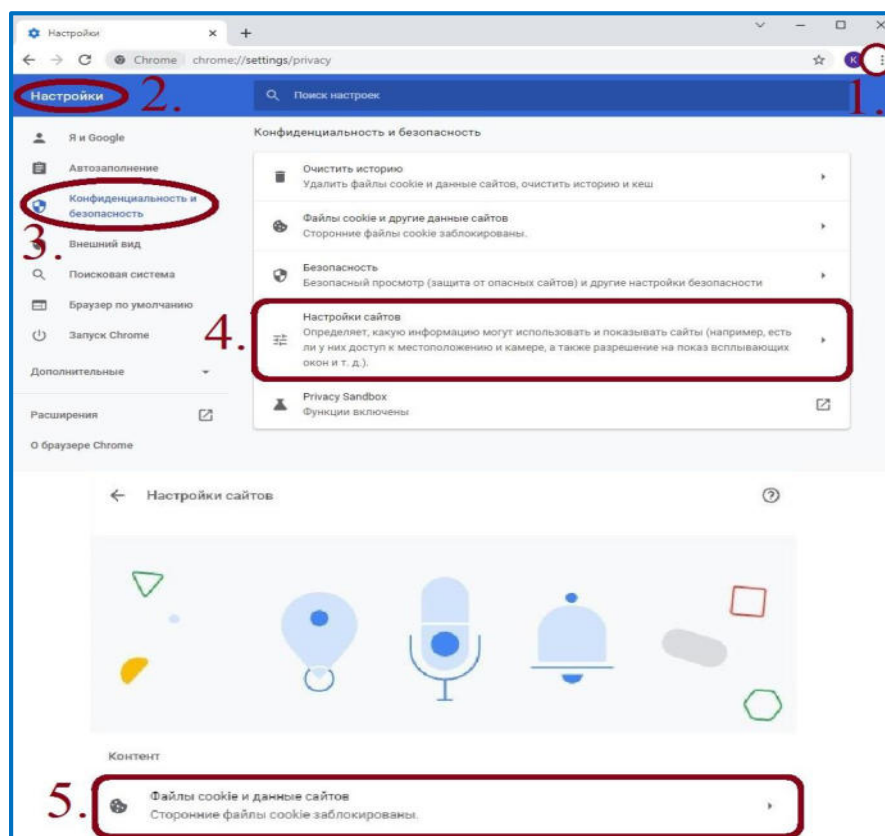 Настройки
Chrome chrome://settings/privacy
K
1.
Настройки 2.
Поиск настроек
Я и Google
Автозаполнение
Конфиденциальность и
безопасность
3.
Внешний вид
Поисковая система
Браузер по умолчанию
Запуск Chrome
Дополнительные
Расширения
О браузере Chrome
Конфиденциальность и безопасность
Очистить историю
Удалить файлы cookie и данные сайтов, очистить историю и кеш
Файлы cookie и другие данные сайтов
Сторонние файлы cookie заблокированы.
Безопасность
Безопасный просмотр (защита от опасных сайтов) и другие настройки безопасности
4.
Настройки сайтов
Определяет, какую информацию могут использовать и показывать сайты (например, есть
ли у них доступ к местоположению и камере, а также разрешение на показ всплывающих
окон и т. д.).
Privacy Sandbox
Функции включены
Настройки сайтов
Контент
5.
Файлы cookie и данные сайтов
Сторонние файлы cookie заблокированы.